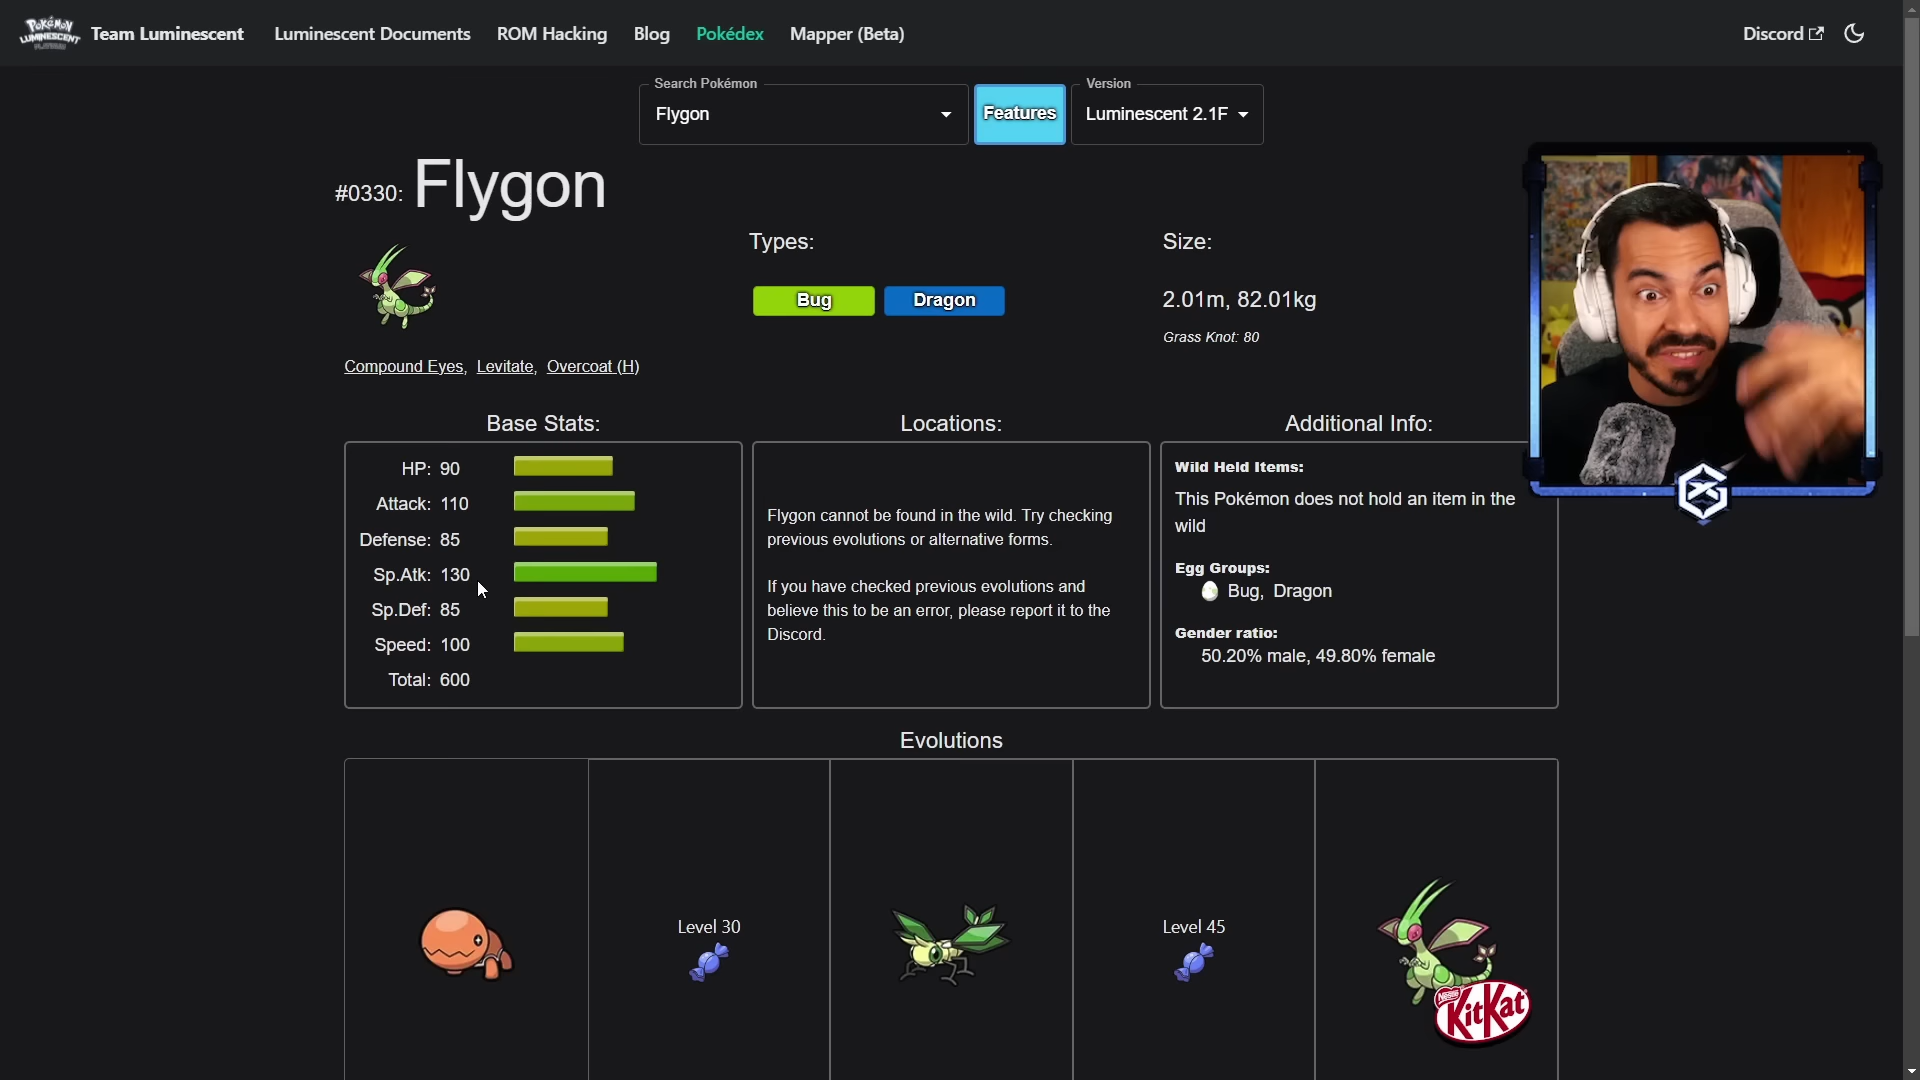 Pokémon
LUMINESCENT
PLATINUM
Team Luminescent
Luminescent Documents
ROM Hacking
Blog
Pokédex
Mapper (Beta)
Discord
Search Pokémon
Flygon
Features
Version
Luminescent 2.1F
#0330: Flygon
Types:
Size:
Bug
Dragon
2.01m, 82.01kg
Grass Knot: 80
Compound Eyes, Levitate, Overcoat (H)
Base Stats:
HP: 90
Attack: 110
Defense: 85
Sp.Atk: 130
Sp.Def: 85
Speed: 100
Total: 600
Locations:
Flygon cannot be found in the wild. Try checking
previous evolutions or alternative forms.
If you have checked previous evolutions and
believe this to be an error, please report it to the
Discord.
Additional Info:
Wild Held Items:
This Pokémon does not hold an item in the
wild
Egg Groups:
Bug, Dragon
Gender ratio:
50.20% male, 49.80% female
Evolutions
Level 30
Level 45
Nestlé
KitKat